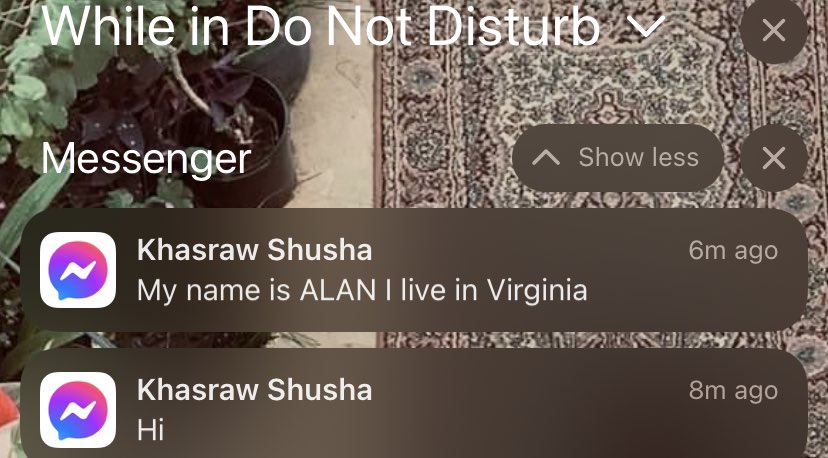 While in Do Not Disturb
Messenger
Show less
Khasraw Shusha 6m ago
My name is ALAN I live in Virginia
Khasraw Shusha 8m ago
Hi